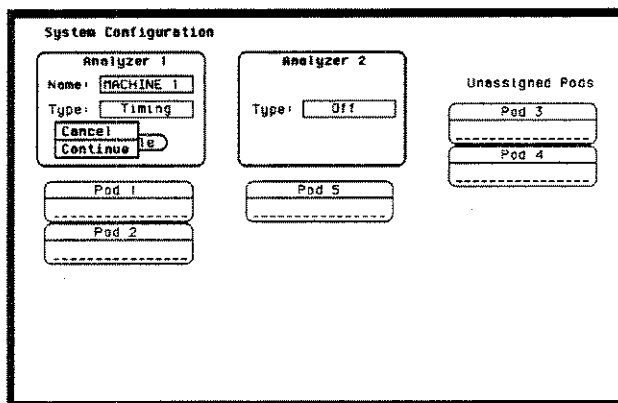 System Configuration
Analyzer 1
Name: MACHINE 1
Type: Timing
Cancel
Continue
le
Pod 1
Pod 2
Analyzer 2
Type: Off
Pod 5
Unassigned Pods
Pod 3
Pod 4